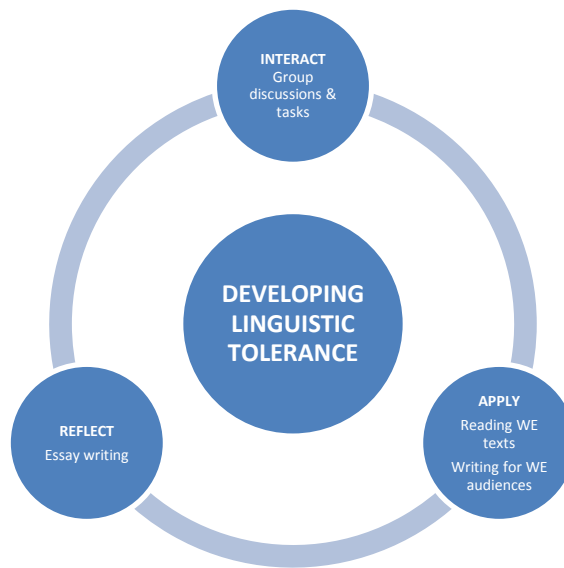 INTERACT
Group
discussions &
tasks
DEVELOPING
LINGUISTIC
TOLERANCE
APPLY
Reading WE
texts
Writing for WE
audiences
REFLECT
Essay writing